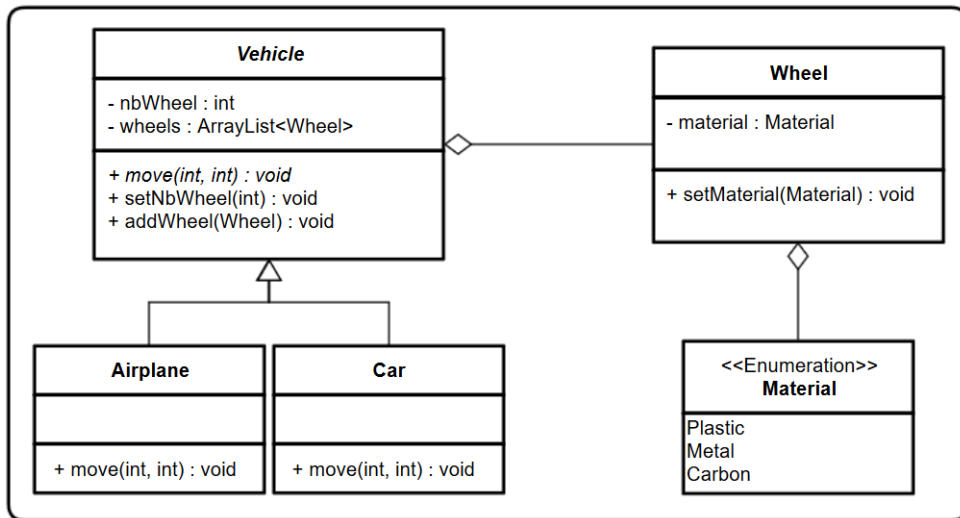 Vehicle
- nbWheel : int
- wheels : ArrayList<Wheel>
+ move(int, int) : void
+ setNbWheel(int) : void
+ addWheel(Wheel) : void
Wheel
- material : Material
+ setMaterial(Material) : void
Airplane
+ move(int, int) : void
Car
+ move(int, int) : void
<<Enumeration>>
Material
Plastic
Metal
Carbon